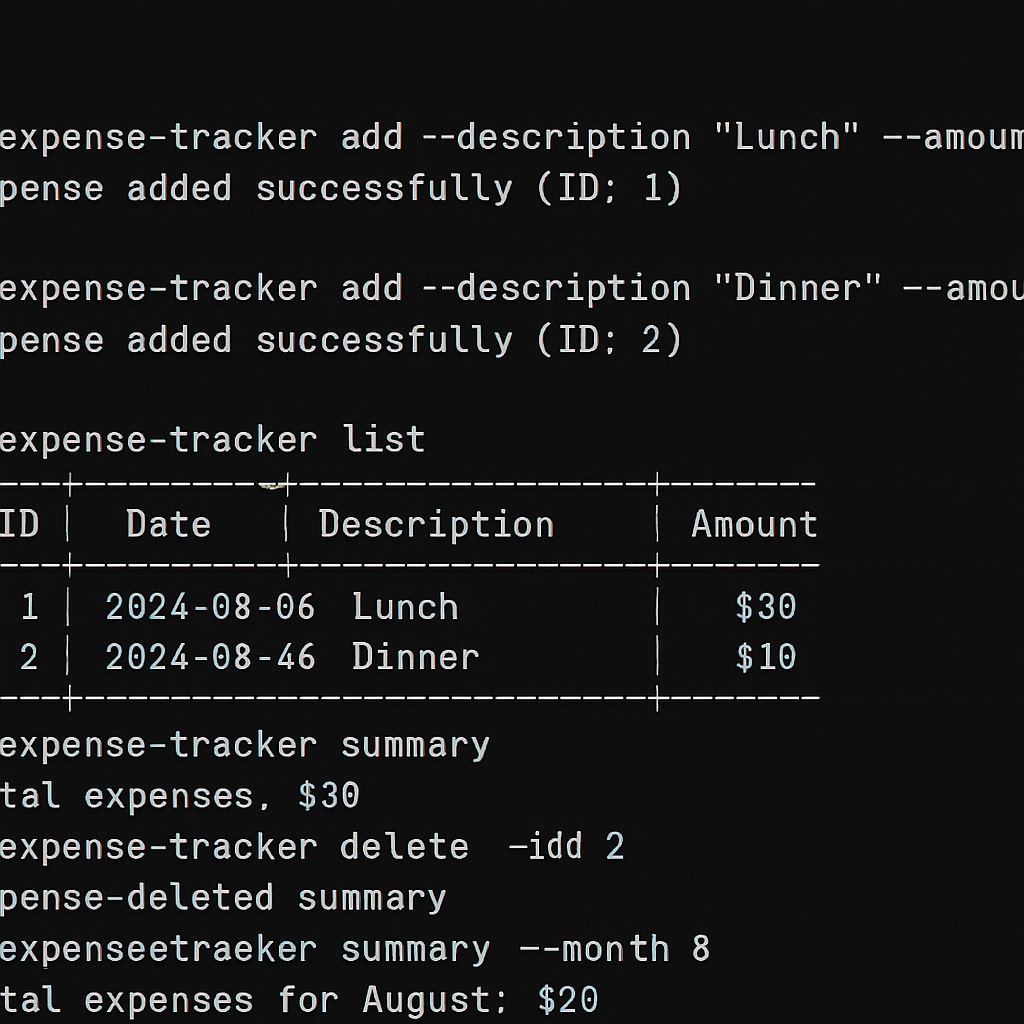 expense-tracker add --description "Lunch" --amoun
pense added successfully (ID; 1)
expense-tracker add --description "Dinner" --amou
pense added successfully (ID; 2)
expense-tracker list
ID | Date | Description | Amount
1 | 2024-08-06 Lunch | $30
2 | 2024-08-46 Dinner | $10
expense-tracker summary
tal expenses, $30
expense-tracker delete –idd 2
pense-deleted summary
expenseetraeker summary --month 8
tal expenses for August; $20